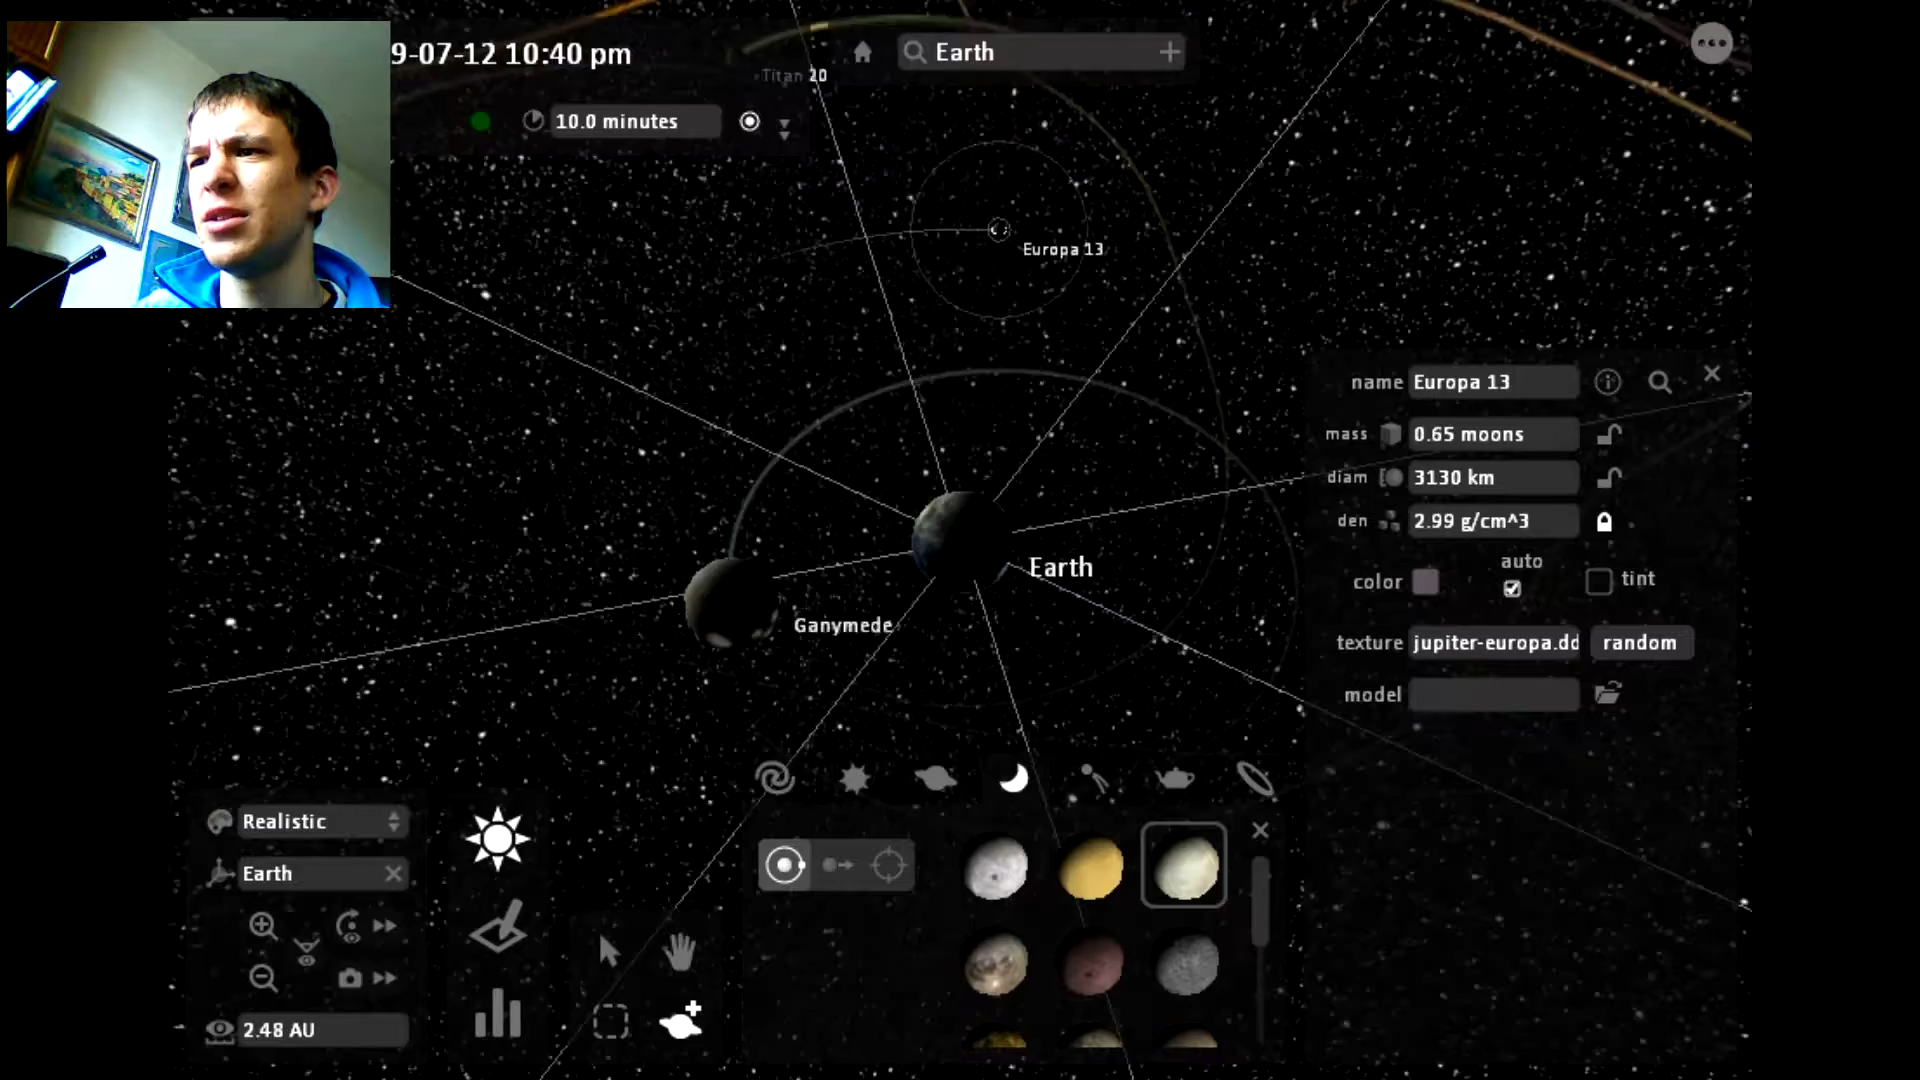 9-07-12 10:40 pm
Earth
Titan 20
10.0 minutes
Europa 13
name Europa 13
mass 0.65 moons
diam 3130 km
den 2.99 g/cm^3
auto
color
tint
texture jupiter-europa.dd random
model
Earth
Ganymede
Realistic
Earth
2.48 AU